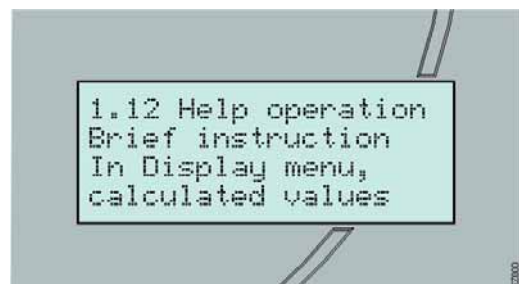 1.12 Help operation
Brief instruction
In Display menu,
calculated values